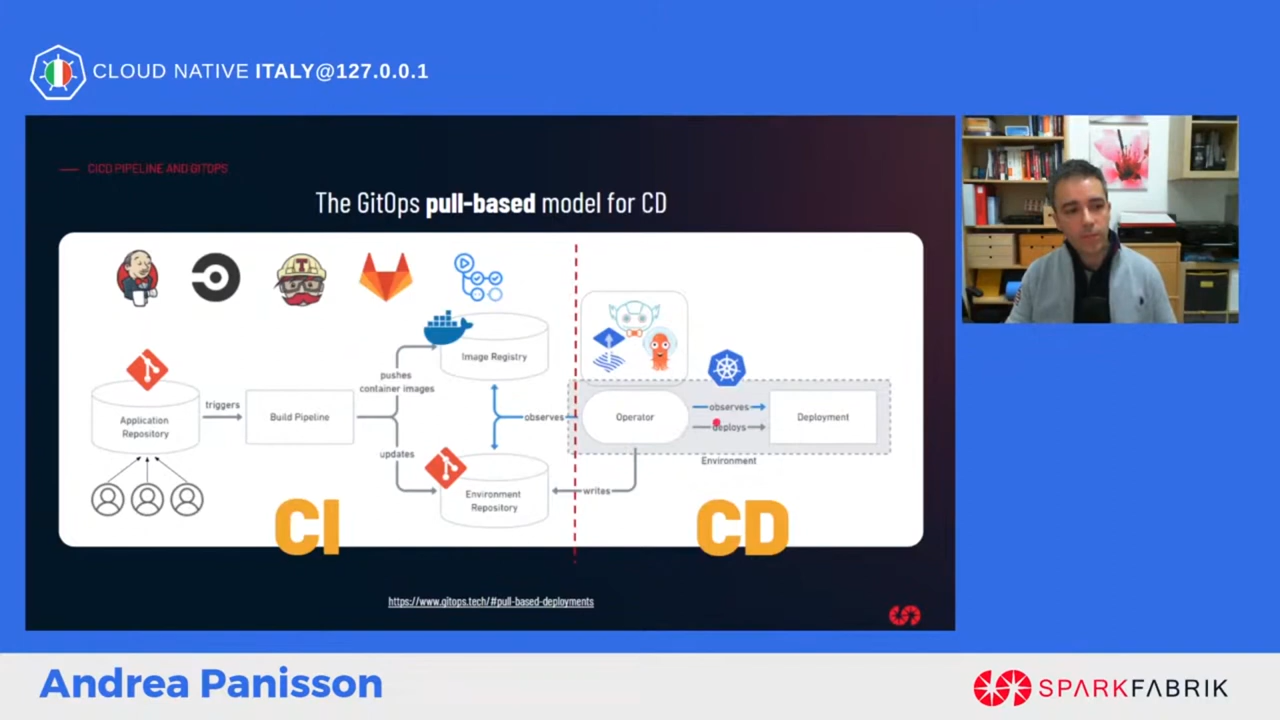 CLOUD NATIVE ITALY@127.0.0.1
CICD PIPELINE AND GITOPS
The GitOps pull-based model for CD
Image Registry
pushes
container images
triggers
Application
Repository
Build Pipeline
observes
Operator
observes
deploys
Deployment
updates
Environment
Environment
Repository
writes
CI
CD
https://www.gitops.tech/#pull-based-deployments
Andrea Panisson
SPARKFABRIK